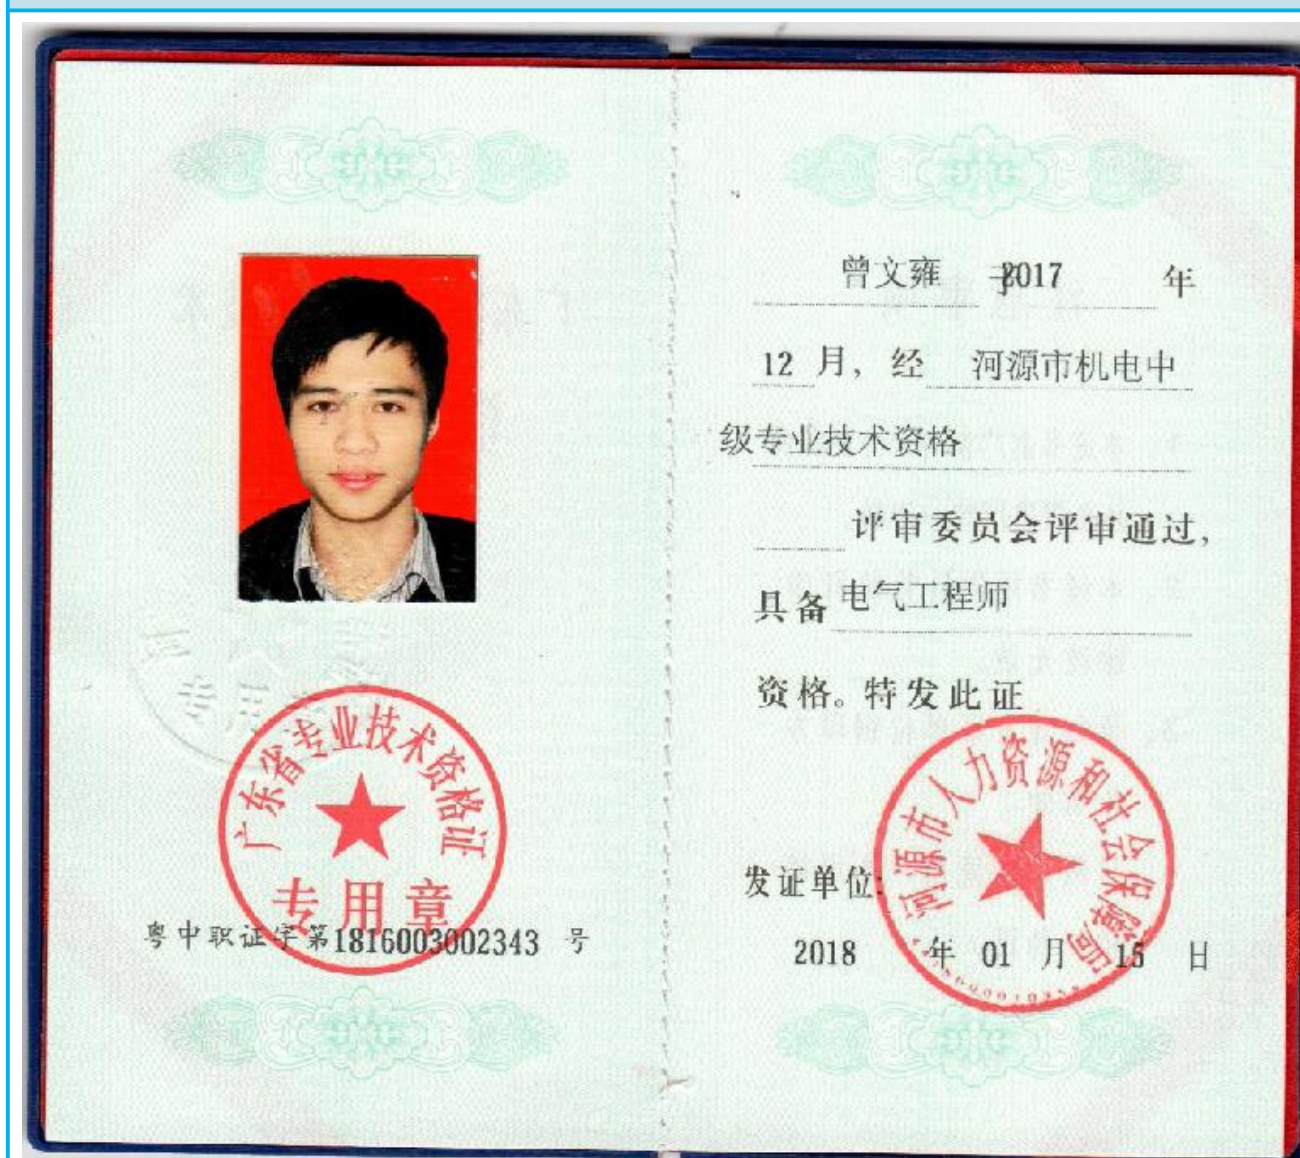 广东省专业技术资格证
专用章
粤中职证字第1816003002343 号
曾文雍 于2017 年
12 月, 经 河源市机电中
级专业技术资格
评审委员会评审通过,
具备 电气工程师
资格。特发此证
河源市人力资源和社会保障局
发证单位:
2018 年 01 月 15 日